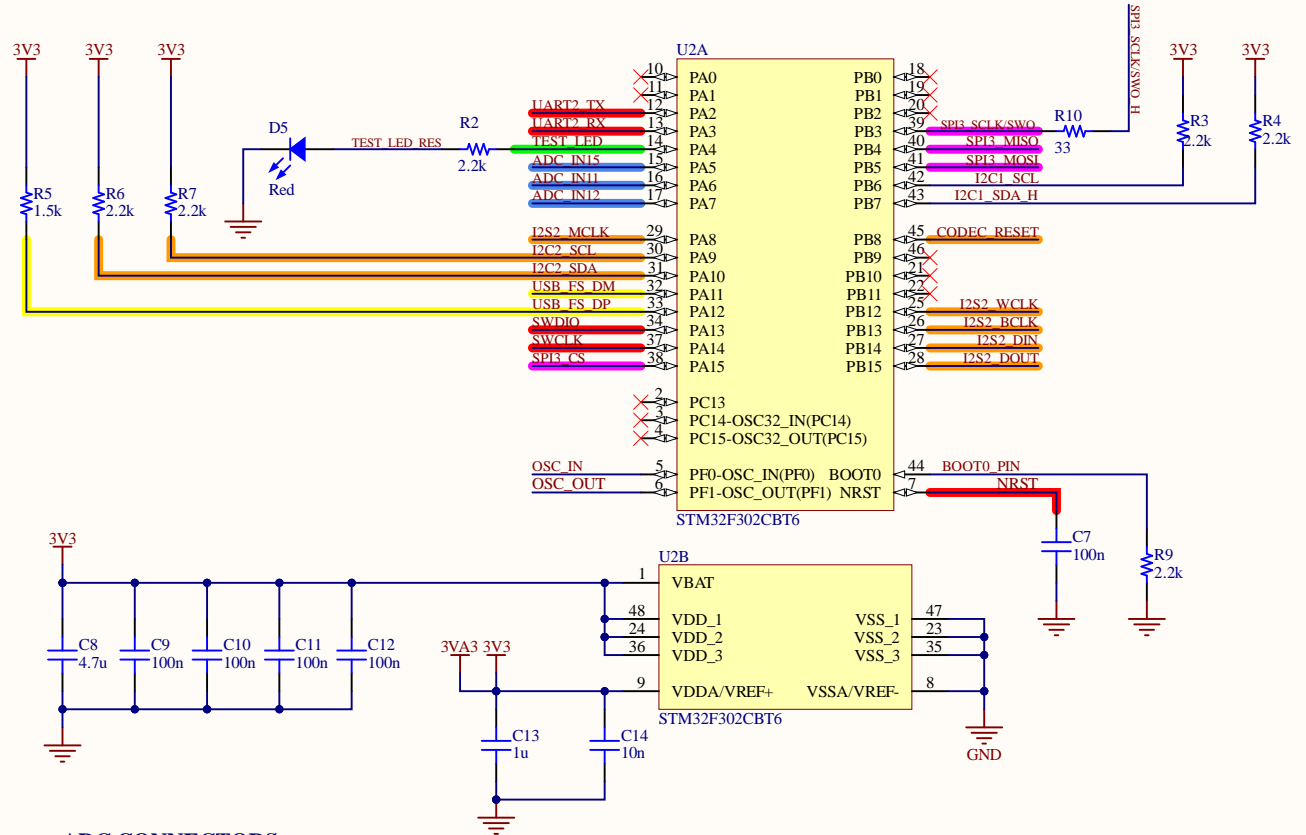 SPI3_SCLK/SWO_H
3V3 3V3 3V3 U2A 3V3 3V3
10 PA0 PB0 18
11 PA1 PB1 19
UART2_TX 12 PA2 PB2 20
UART2_RX 13 PA3 PB3 39 SPI3_SCLK/SWO R10 33
D5 Red TEST_LED_RES R2 2.2k TEST_LED 14 PA4 PB4 40 SPI3_MISO R3 2.2k R4 2.2k
ADC_IN15 15 PA5 PB5 41 SPI3_MOSI
ADC_IN11 16 PA6 PB6 42 I2C1_SCL
R5 1.5k R6 2.2k R7 2.2k ADC_IN12 17 PA7 PB7 43 I2C1_SDA_H
I2S2_MCLK 29 PA8 PB8 45 CODEC_RESET
I2C2_SCL 30 PA9 PB9 46
I2C2_SDA 31 PA10 PB10 21
USB_FS_DM 32 PA11 PB11 22
USB_FS_DP 33 PA12 PB12 25 I2S2_WCLK
SWDIO 34 PA13 PB13 26 I2S2_BCLK
SWCLK 37 PA14 PB14 27 I2S2_DIN
SPI3_CS 38 PA15 PB15 28 I2S2_DOUT
2 PC13
3 PC14-OSC32_IN(PC14)
4 PC15-OSC32_OUT(PC15)
OSC_IN 5 PF0-OSC_IN(PF0) BOOT0 44 BOOT0_PIN
OSC_OUT 6 PF1-OSC_OUT(PF1) NRST 7 NRST
STM32F302CBT6
C7 100n
R9 2.2k
3V3 U2B
1 VBAT
48 VDD_1 VSS_1 47
24 VDD_2 VSS_2 23
36 VDD_3 VSS_3 35
C8 4.7u C9 100n C10 100n C11 100n C12 100n
3VA3 3V3
9 VDDA/VREF+ VSSA/VREF- 8
STM32F302CBT6
C13 1u C14 10n
GND
ADC CONNECTORS